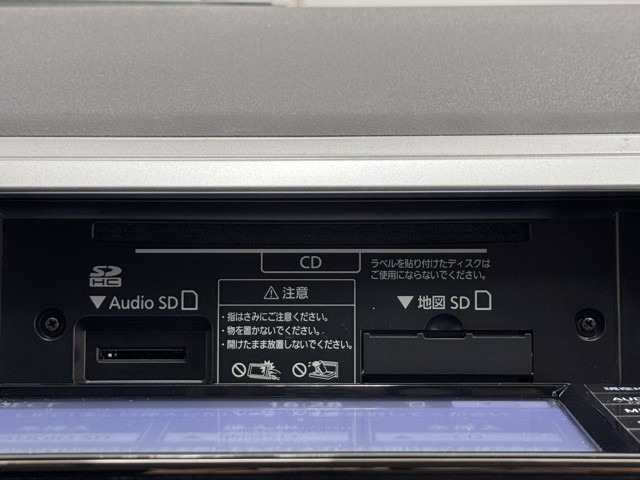 CD
ラベルを貼り付けたディスクは
ご使用にならないでください。
SD
HC
▼Audio SD
⚠注意
・指はさみにご注意ください。
・物を置かないでください。
・開けたまま放置しないでください。
▼地図 SD
16:28
AUD